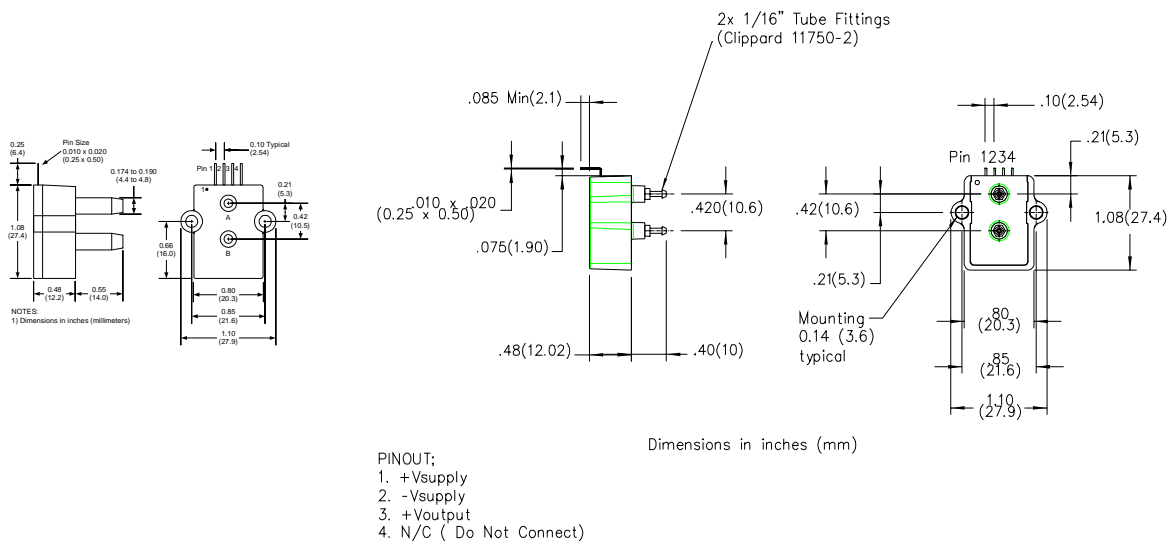 0.25
(6.4)
Pin Size
0.010 x 0.020
(0.25 x 0.50)
0.174 to 0.190
(4.4 to 4.8)
1.08
(27.4)
0.48
(12.2)
0.55
(14.0)
NOTES:
1) Dimensions in inches (millimeters)
0.10 Typical
(2.54)
Pin 1 2 3 4
1
A
B
0.21
(5.3)
0.42
(10.5)
0.66
(16.0)
0.80
(20.3)
0.85
(21.6)
1.10
(27.9)
2x 1/16" Tube Fittings
(Clippard 11750-2)
.085 Min(2.1)
.010 x .020
(0.25 x 0.50)
.075(1.90)
.420(10.6)
.48(12.02)
.40(10)
.10(2.54)
.21(5.3)
Pin 1234
.42(10.6)
1.08(27.4)
.21(5.3)
Mounting
0.14 (3.6)
typical
.80
(20.3)
.85
(21.6)
1.10
(27.9)
Dimensions in inches (mm)
PINOUT;
1. +Vsupply
2. -Vsupply
3. +Voutput
4. N/C ( Do Not Connect)